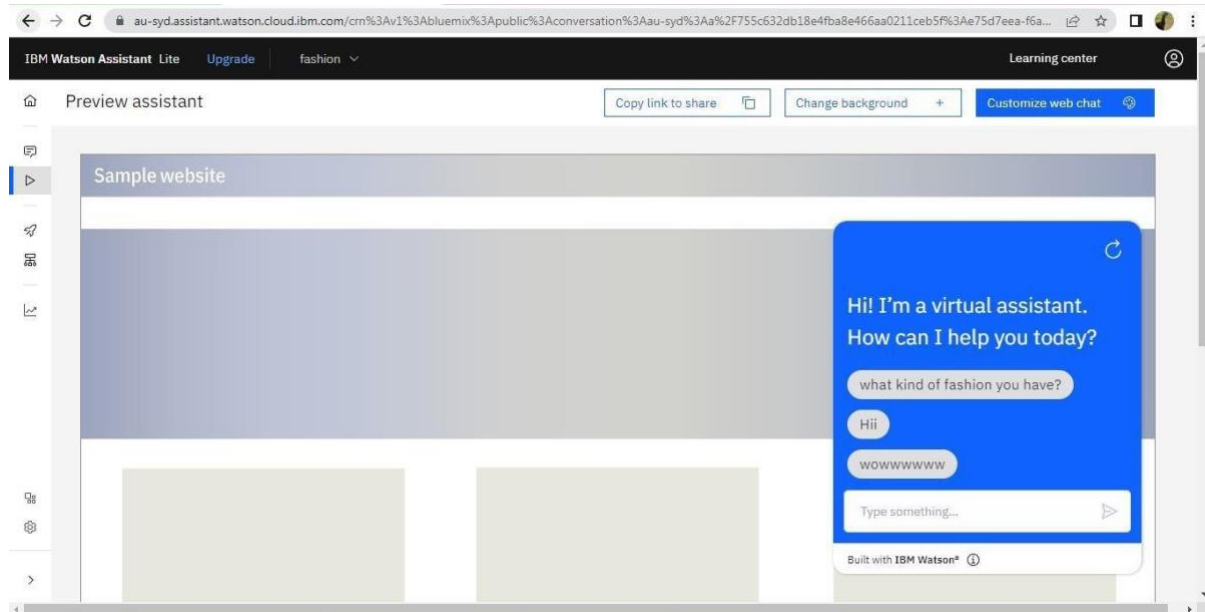 au-syd.assistant.watson.cloud.ibm.com/crn%3Av1%3Abluemix%3Apublic%3Aconversation%3Aau-syd%3Aa%2F755c632db18e4fba8e466aa0211ceb5f%3Ae75d7eea-f6a...
IBM Watson Assistant Lite Upgrade fashion Learning center
Preview assistant Copy link to share Change background + Customize web chat
Sample website
Hi! I'm a virtual assistant.
How can I help you today?
what kind of fashion you have?
Hii
wowwwwww
Type something...
Built with IBM Watson®